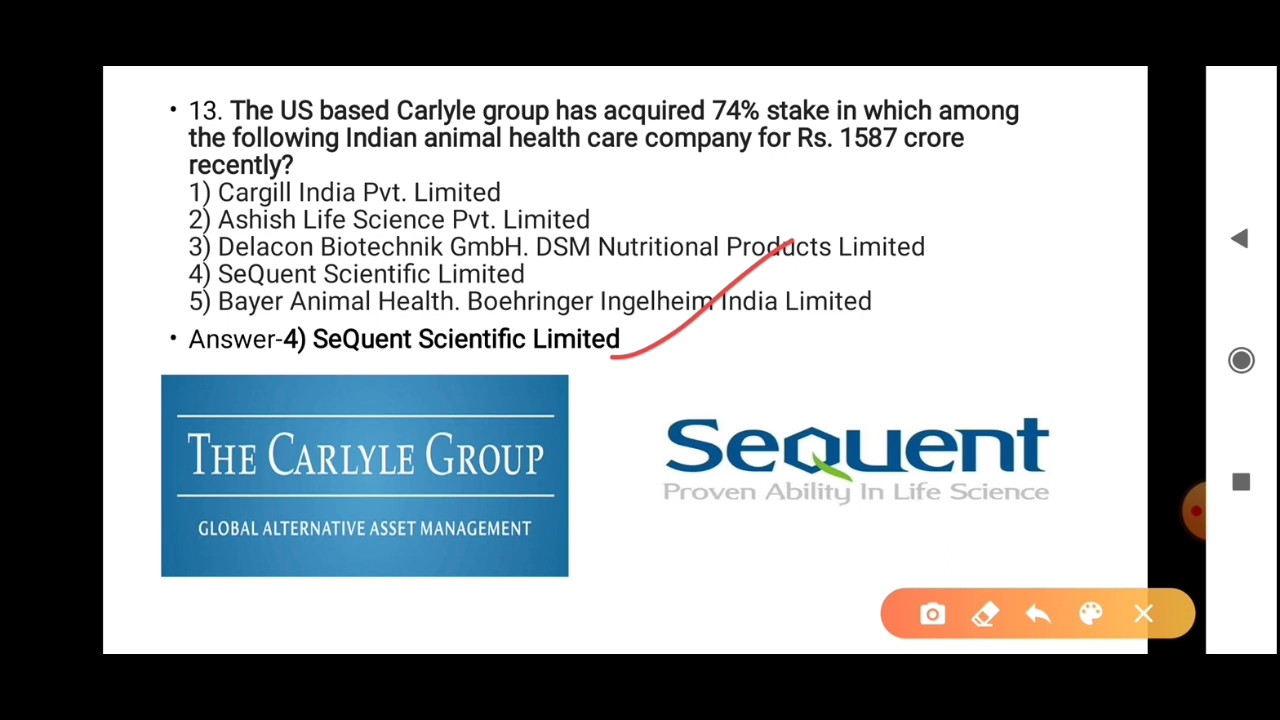 • 13. The US based Carlyle group has acquired 74% stake in which among
the following Indian animal health care company for Rs. 1587 crore
recently?
1) Cargill India Pvt. Limited
2) Ashish Life Science Pvt. Limited
3) Delacon Biotechnik GmbH. DSM Nutritional Products Limited
4) SeQuent Scientific Limited
5) Bayer Animal Health. Boehringer Ingelheim India Limited
• Answer-4) SeQuent Scientific Limited
THE CARLYLE GROUP
GLOBAL ALTERNATIVE ASSET MANAGEMENT
SeQuent
Proven Ability In Life Science